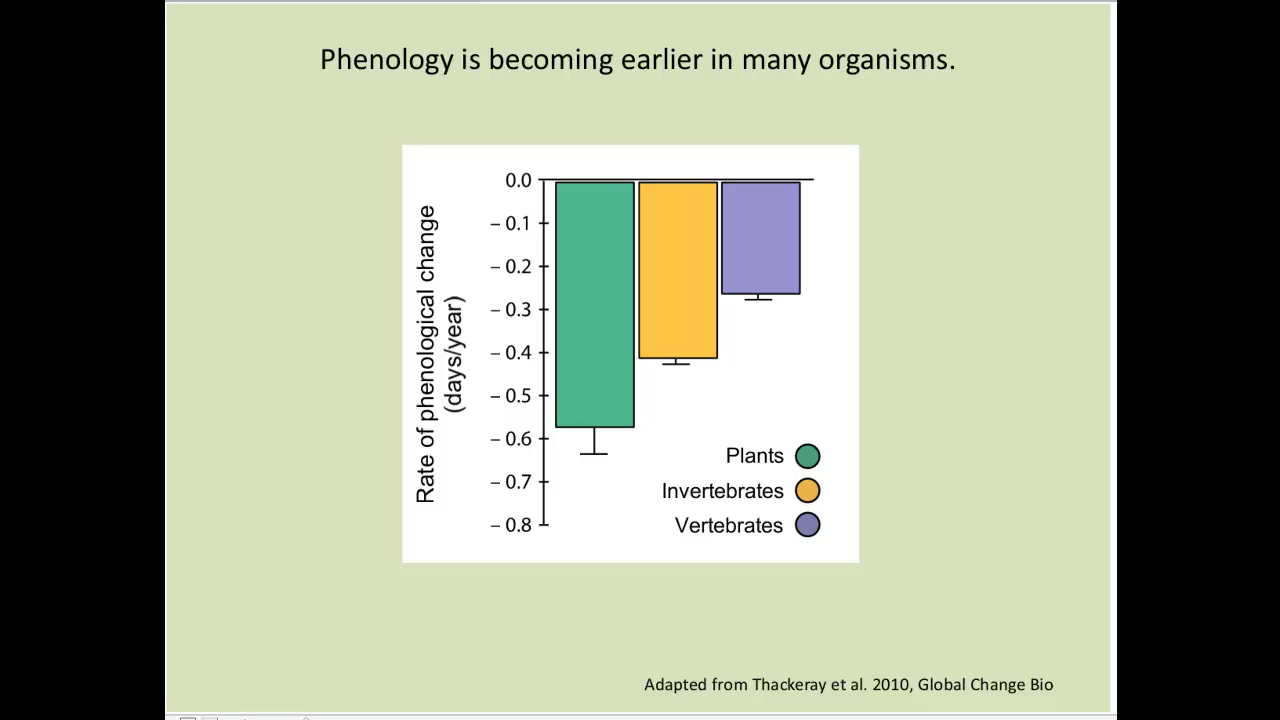 Phenology is becoming earlier in many organisms.
Rate of phenological change
(days/year)
0.0
– 0.1
– 0.2
– 0.3
– 0.4
– 0.5
– 0.6
– 0.7
– 0.8
Plants
Invertebrates
Vertebrates
Adapted from Thackeray et al. 2010, Global Change Bio